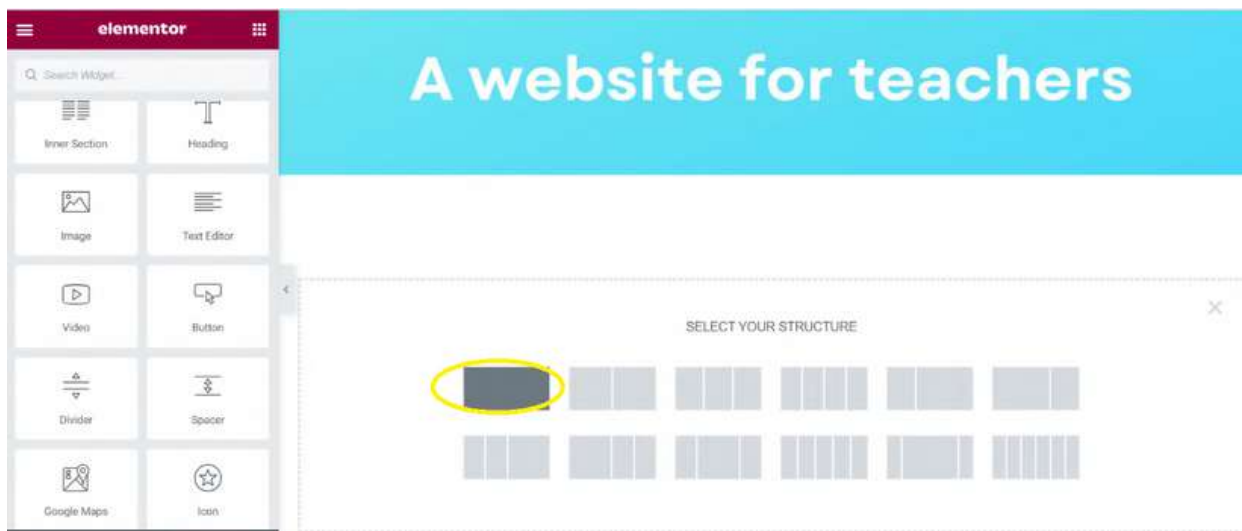 elementor
Search Widget...
Inner Section
Heading
Image
Text Editor
Video
Button
Divider
Spacer
Google Maps
Icon
A website for teachers
SELECT YOUR STRUCTURE